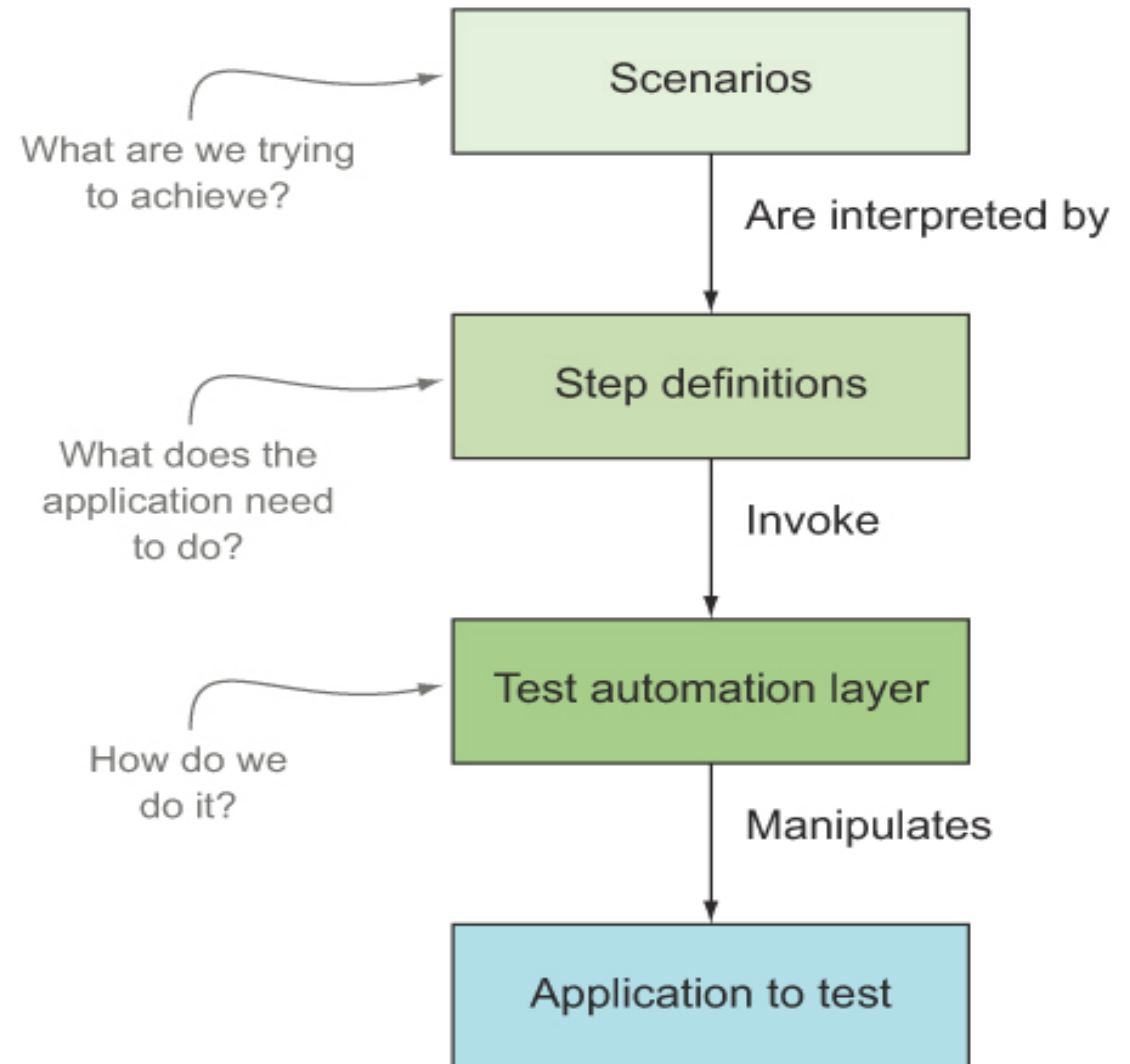 Scenarios
What are we trying
to achieve?
Are interpreted by
Step definitions
What does the
application need
to do?
Invoke
Test automation layer
How do we
do it?
Manipulates
Application to test